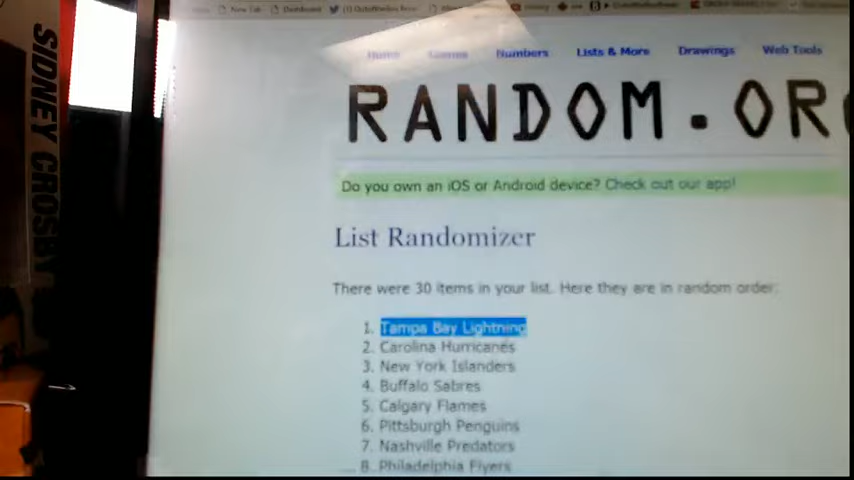 New Tab Dashboard
Home Games Numbers Lists & More Drawings Web Tools
RANDOM.OR
Do you own an iOS or Android device? Check out our app!
List Randomizer
There were 30 items in your list. Here they are in random order:
1. Tampa Bay Lightning
2. Carolina Hurricanes
3. New York Islanders
4. Buffalo Sabres
5. Calgary Flames
6. Pittsburgh Penguins
7. Nashville Predators
8. Philadelphia Flyers
SIDNEY CROSBY